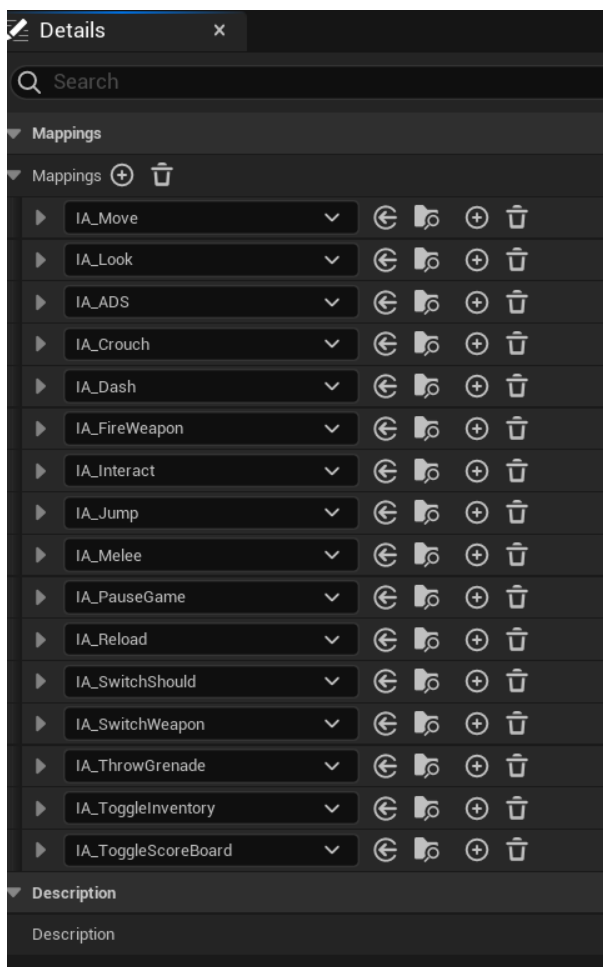 Details
Search
Mappings
Mappings
IA_Move
IA_Look
IA_ADS
IA_Crouch
IA_Dash
IA_FireWeapon
IA_Interact
IA_Jump
IA_Melee
IA_PauseGame
IA_Reload
IA_SwitchShould
IA_SwitchWeapon
IA_ThrowGrenade
IA_ToggleInventory
IA_ToggleScoreBoard
Description
Description